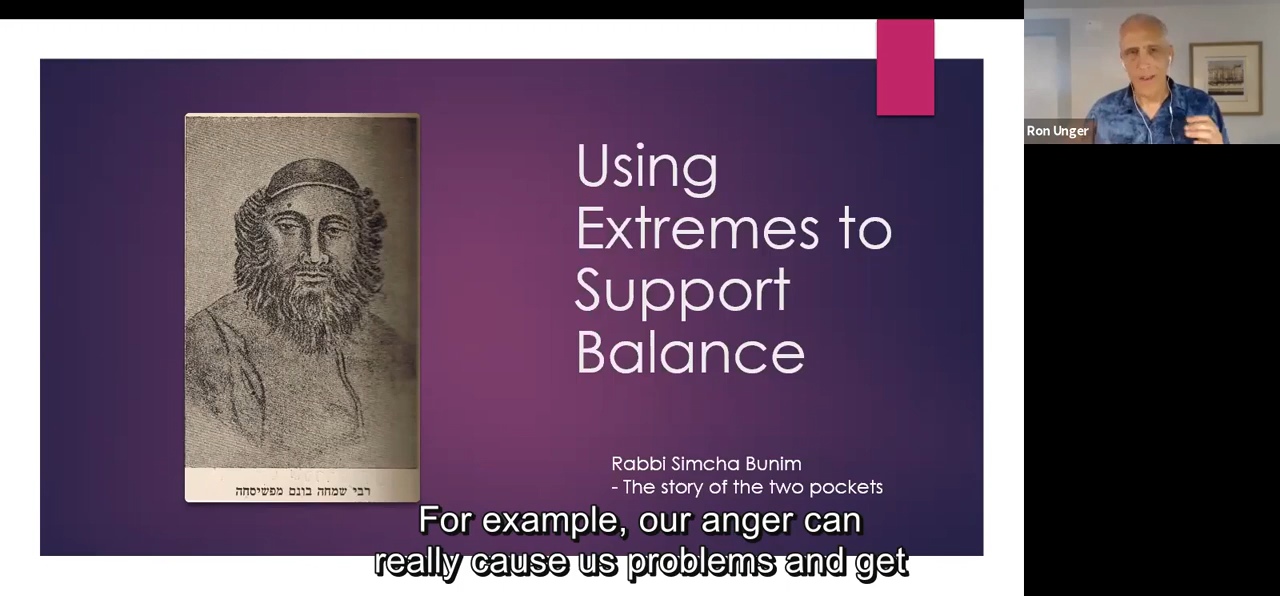 Using
Extremes to
Support
Balance
Rabbi Simcha Bunim
- The story of the two pockets
רבי שמחה בונם מפשיסחה
For example, our anger can
really cause us problems and get
Ron Unger